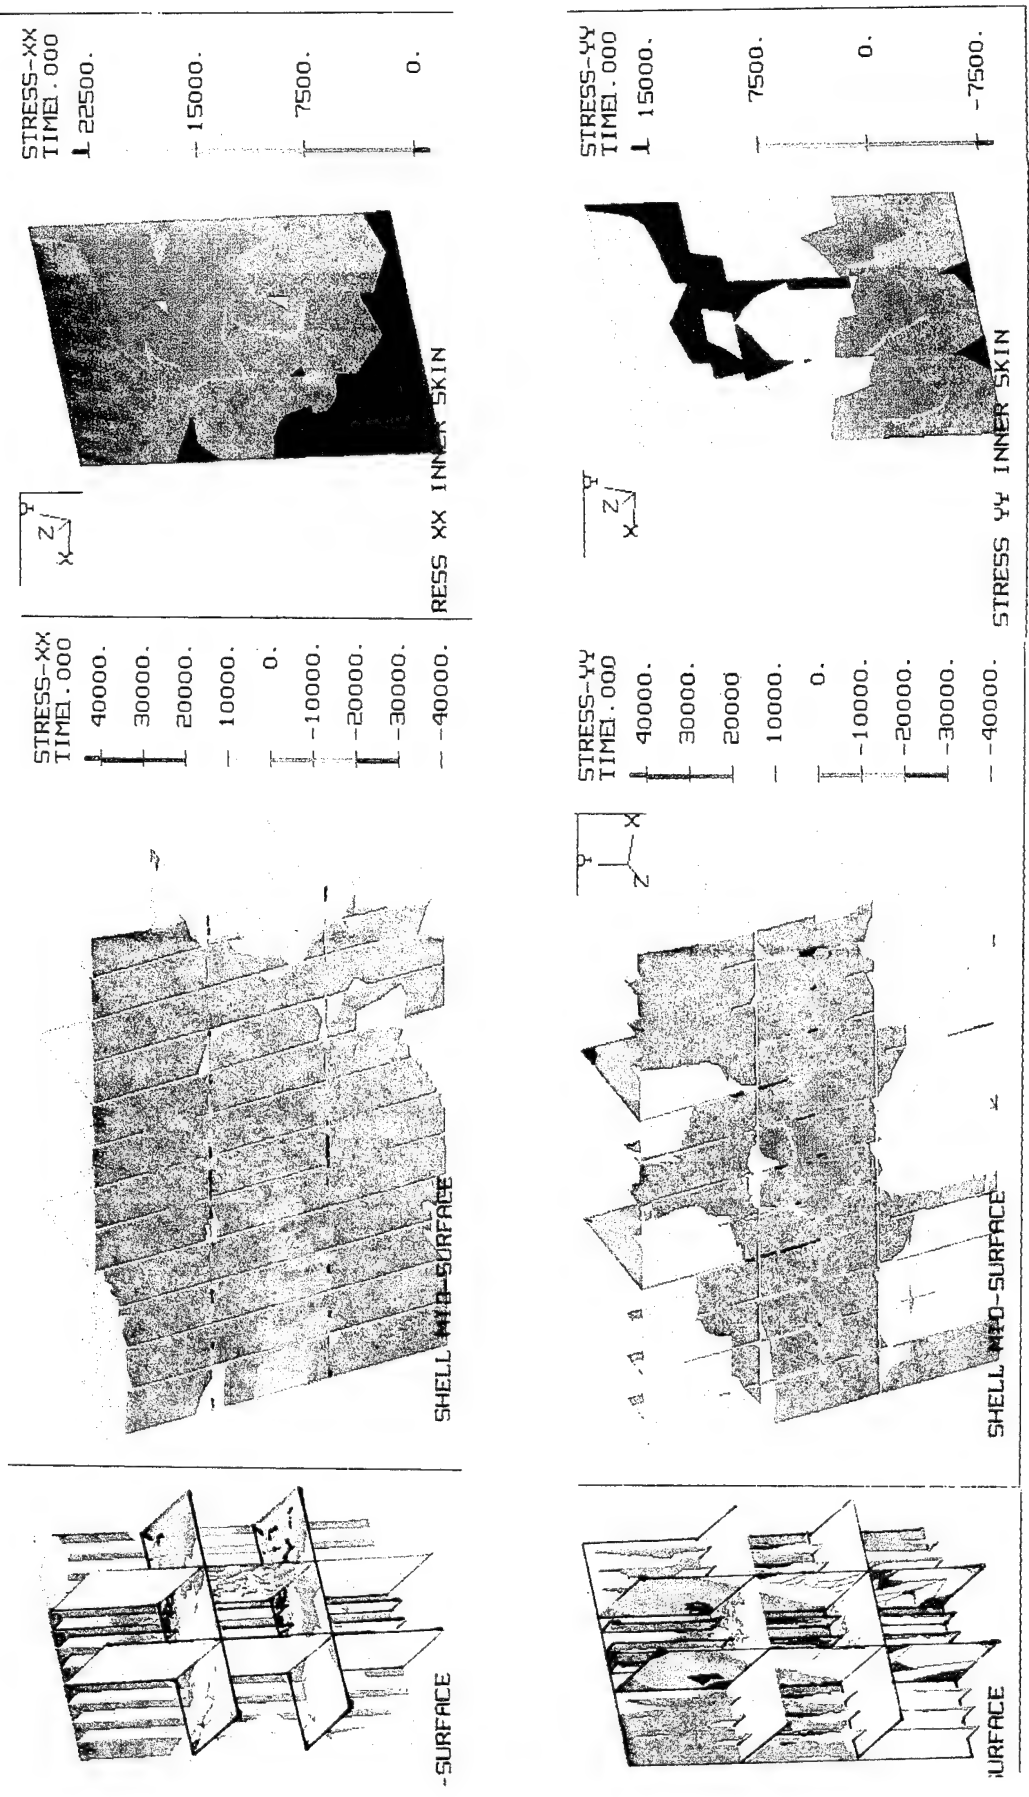 STRESS-XX
TIME1.000
22500.
15000.
7500.
0.
Z
X
RESS XX INNER SKIN
STRESS-YY
TIME1.000
15000.
7500.
0.
-7500.
Z
X
STRESS YY INNER SKIN
STRESS-XX
TIME1.000
40000.
30000.
20000.
10000.
0.
-10000.
-20000.
-30000.
-40000.
SHELL MID-SURFACE
STRESS-YY
TIME1.000
40000.
30000.
20000
10000.
0.
-10000.
-20000.
-30000.
-40000.
X
Z
SHELL MID-SURFACE
-SURFACE
SURFACE